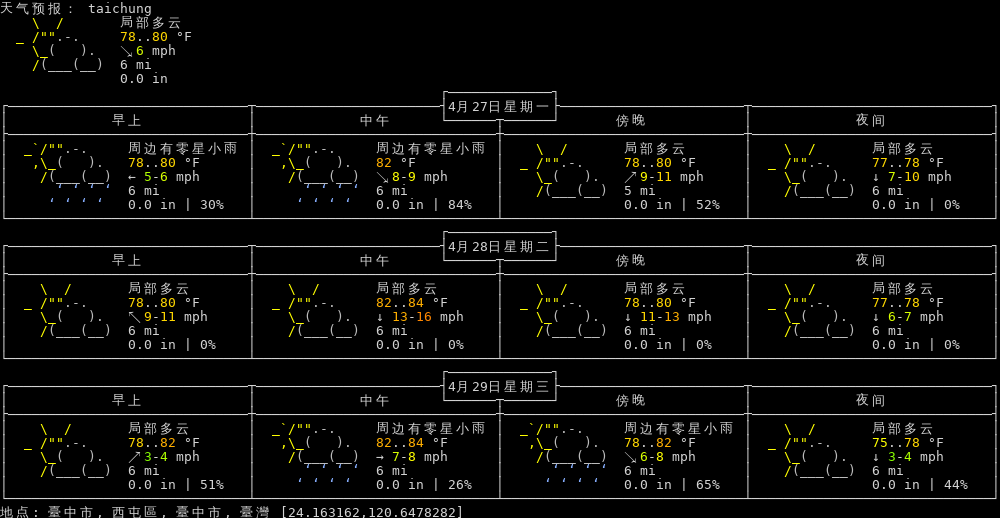 天气预报： taichung
局部多云
78..80 °F
↘ 6 mph
6 mi
0.0 in
4月27日星期一
早上 中午 傍晚 夜间
周边有零星小雨 周边有零星小雨 局部多云 局部多云
78..80 °F 82 °F 78..80 °F 77..78 °F
← 5-6 mph ↘ 8-9 mph ↗ 9-11 mph ↓ 7-10 mph
6 mi 6 mi 5 mi 6 mi
0.0 in | 30% 0.0 in | 84% 0.0 in | 52% 0.0 in | 0%
4月28日星期二
早上 中午 傍晚 夜间
局部多云 局部多云 局部多云 局部多云
78..80 °F 82..84 °F 78..80 °F 77..78 °F
↖ 9-11 mph ↓ 13-16 mph ↓ 11-13 mph ↓ 6-7 mph
6 mi 6 mi 6 mi 6 mi
0.0 in | 0% 0.0 in | 0% 0.0 in | 0% 0.0 in | 0%
4月29日星期三
早上 中午 傍晚 夜间
局部多云 周边有零星小雨 周边有零星小雨 局部多云
78..82 °F 82..84 °F 78..82 °F 75..78 °F
↗ 3-4 mph → 7-8 mph ↘ 6-8 mph ↓ 3-4 mph
6 mi 6 mi 6 mi 6 mi
0.0 in | 51% 0.0 in | 26% 0.0 in | 65% 0.0 in | 44%
地点: 臺中市, 西屯區, 臺中市, 臺灣 [24.163162,120.6478282]